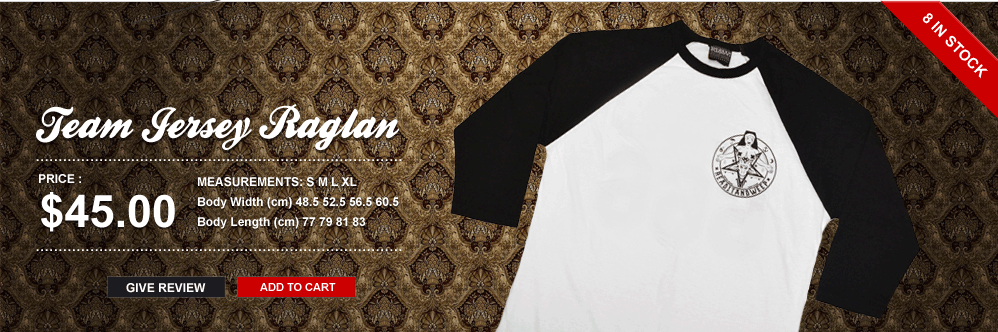 8 IN STOCK
Team Jersey Raglan
PRICE :
$45.00
MEASUREMENTS: S M L XL
Body Width (cm) 48.5 52.5 56.5 60.5
Body Length (cm) 77 79 81 83
GIVE REVIEW
ADD TO CART